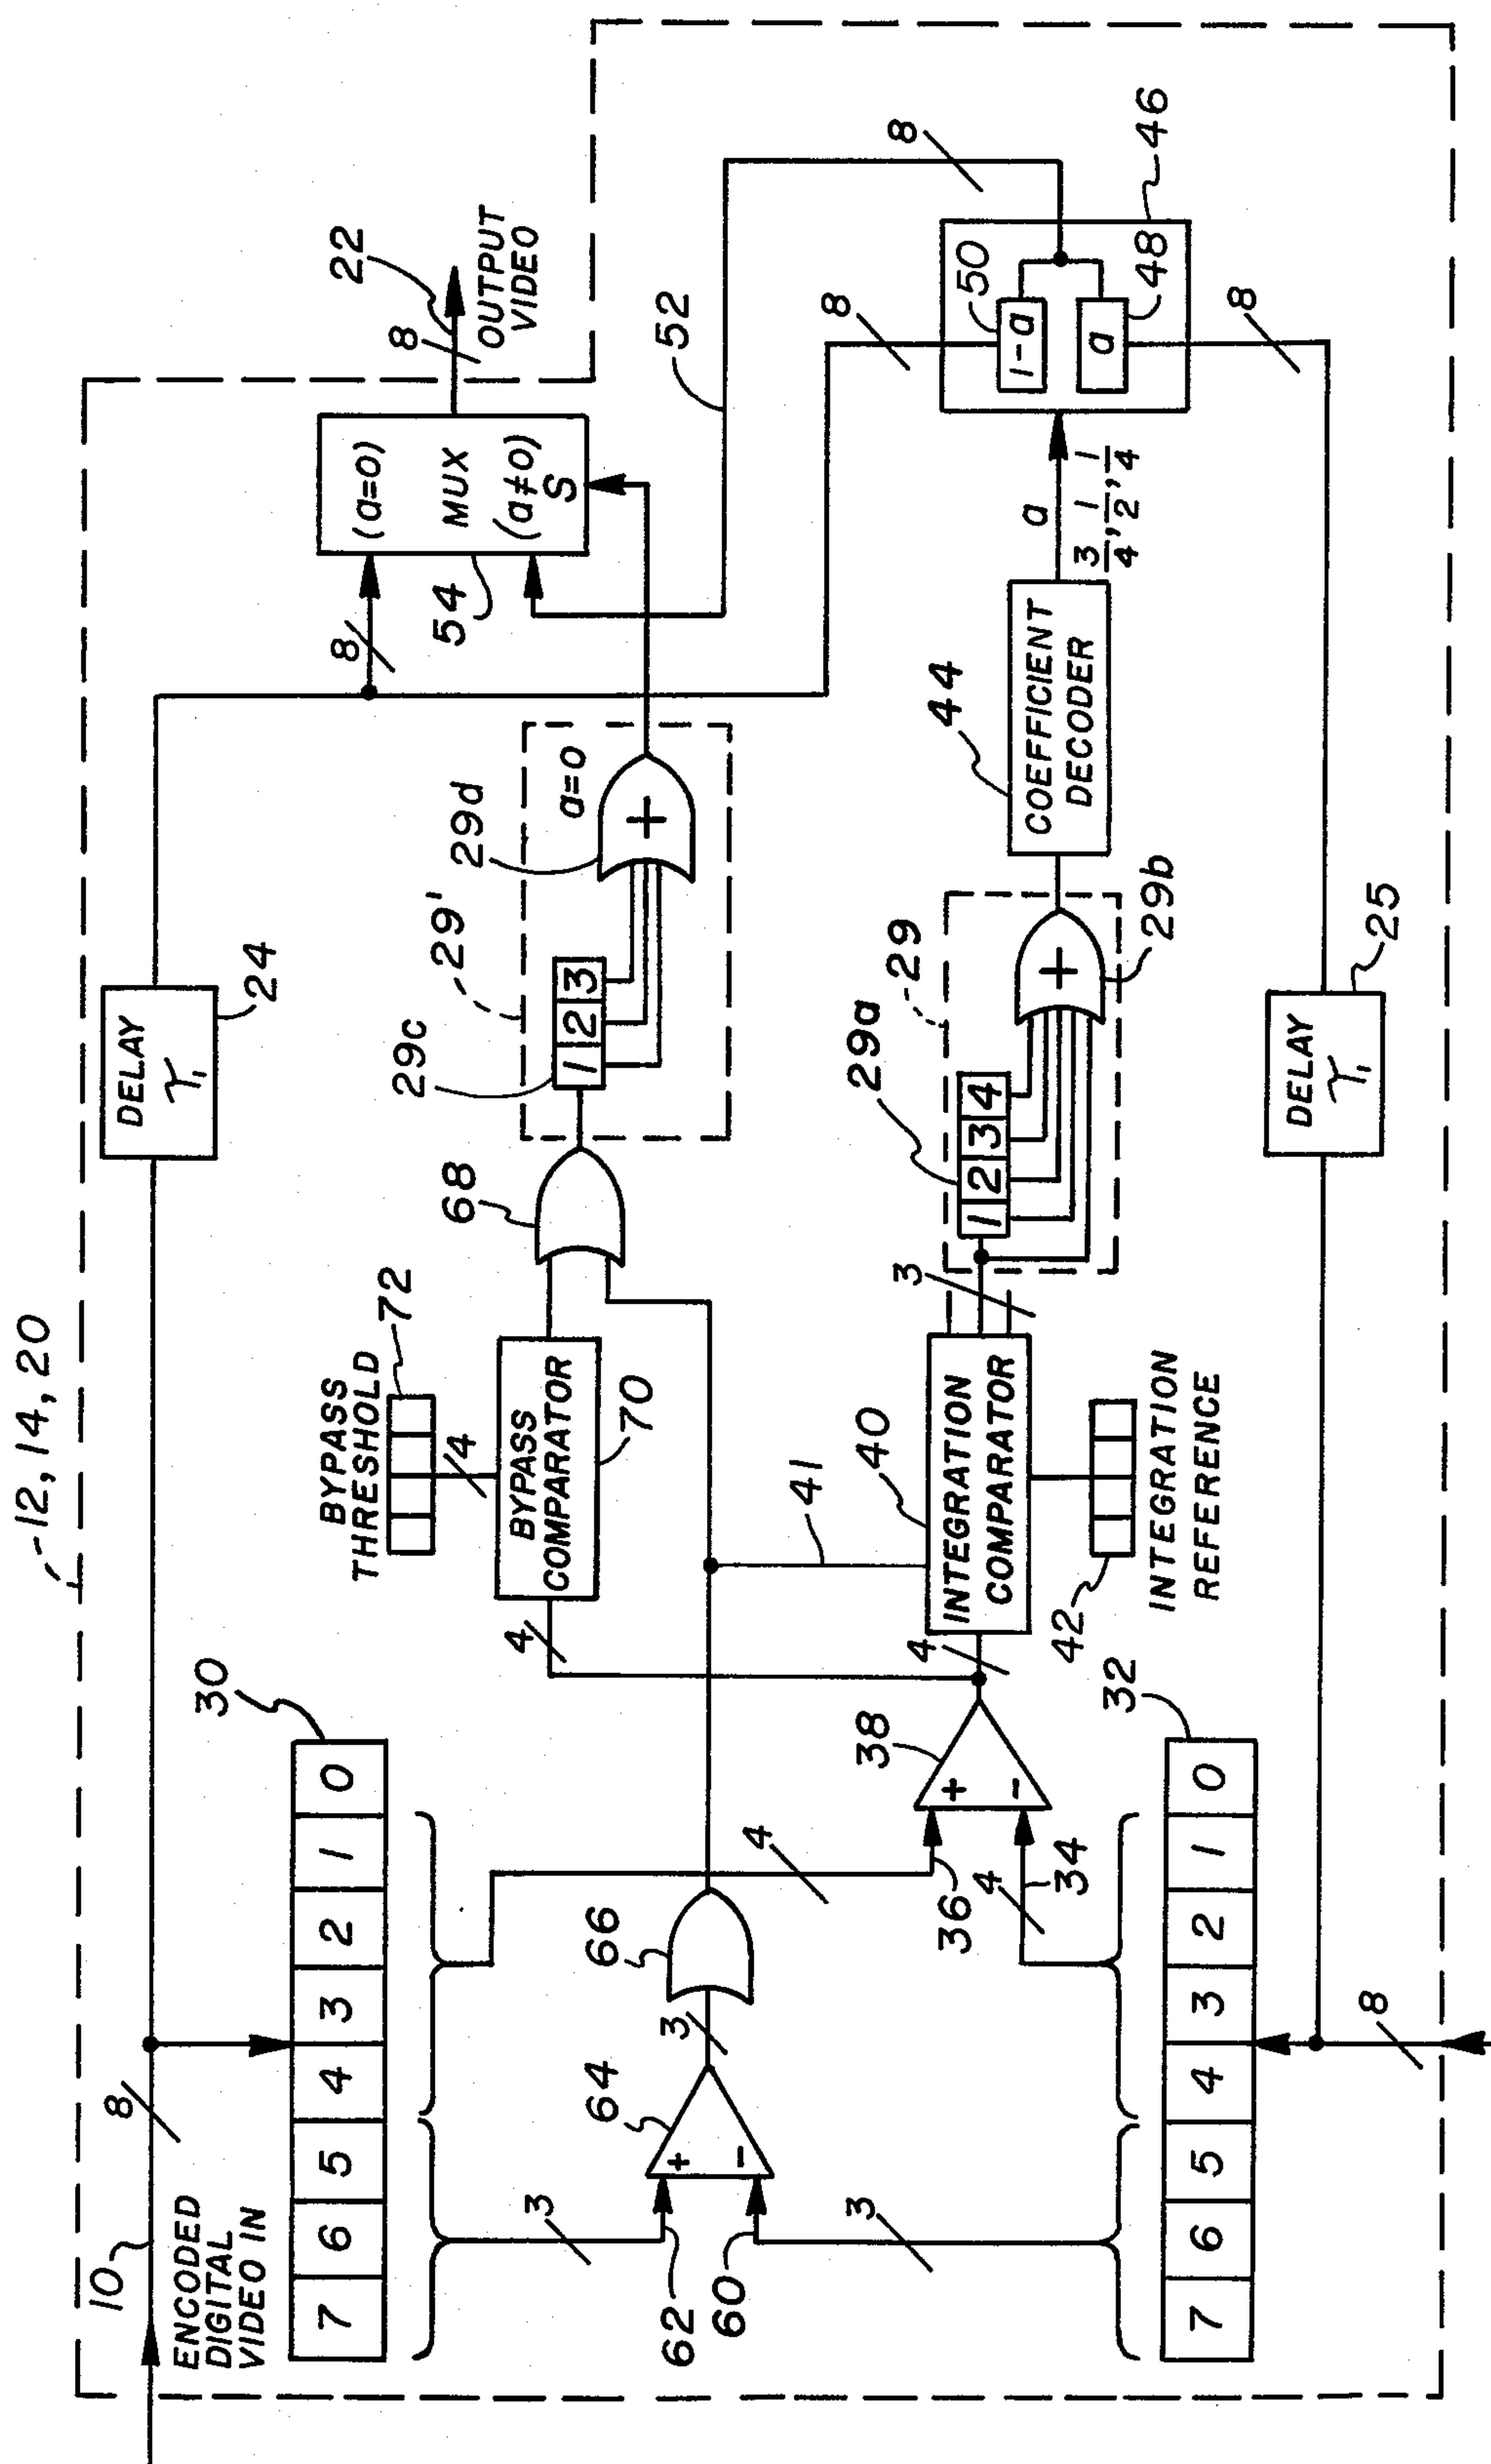 12, 14, 20
10
8
ENCODED
DIGITAL
VIDEO IN
30
7 6 5 4 3 2 1 0
DELAY
τ₁
24
8
54
(a=0)
MUX
(a≠0)
S
22
8
OUTPUT
VIDEO
BYPASS
THRESHOLD
72
4
4
BYPASS
COMPARATOR
70
68
29'
29c
1 2 3
29d
a=0
+
52
8
3
62
60
3
+
-
64
3
66
4
36
4
34
38
+
-
4
41
40
INTEGRATION
COMPARATOR
42
INTEGRATION
REFERENCE
3
29
29a
1 2 3 4
29b
+
44
COEFFICIENT
DECODER
a
3/4, 1/2, 1/4
8
1-a
50
a
48
46
8
32
7 6 5 4 3 2 1 0
8
DELAY
τ₁
25